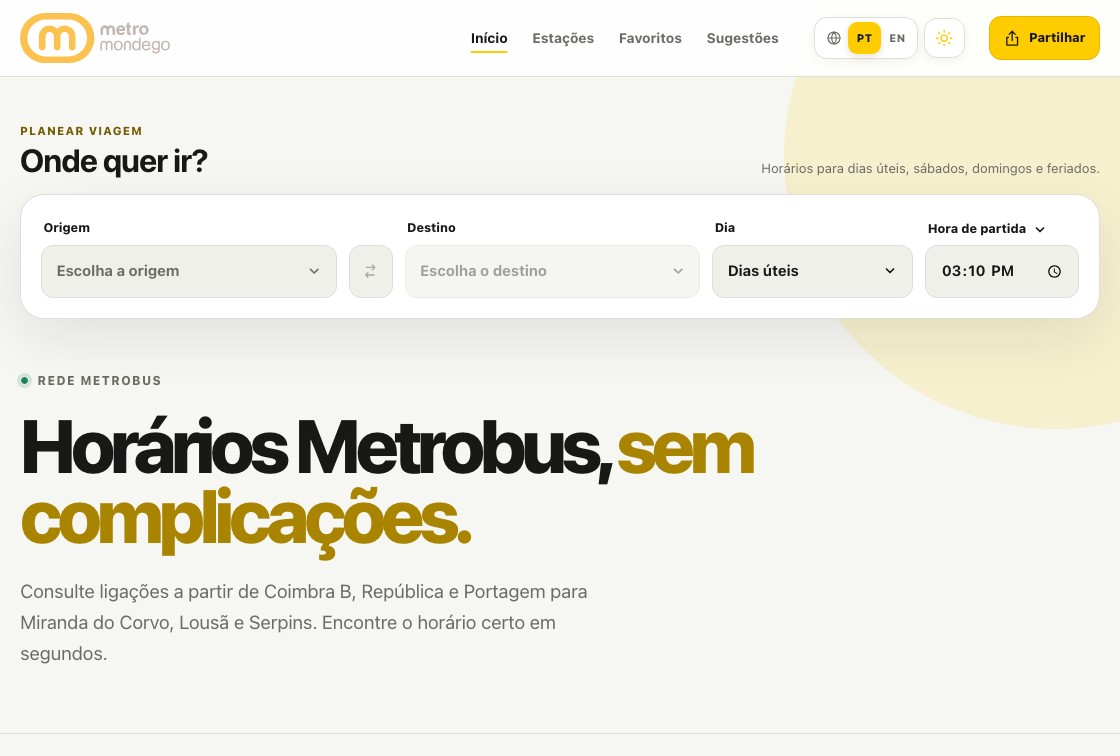 metro
mondego
Início Estações Favoritos Sugestões PT EN Partilhar
PLANEAR VIAGEM
Onde quer ir?
Horários para dias úteis, sábados, domingos e feriados.
Origem Destino Dia Hora de partida
Escolha a origem Escolha o destino Dias úteis 03:10 PM
REDE METROBUS
Horários Metrobus, sem
complicações.
Consulte ligações a partir de Coimbra B, República e Portagem para
Miranda do Corvo, Lousã e Serpins. Encontre o horário certo em
segundos.